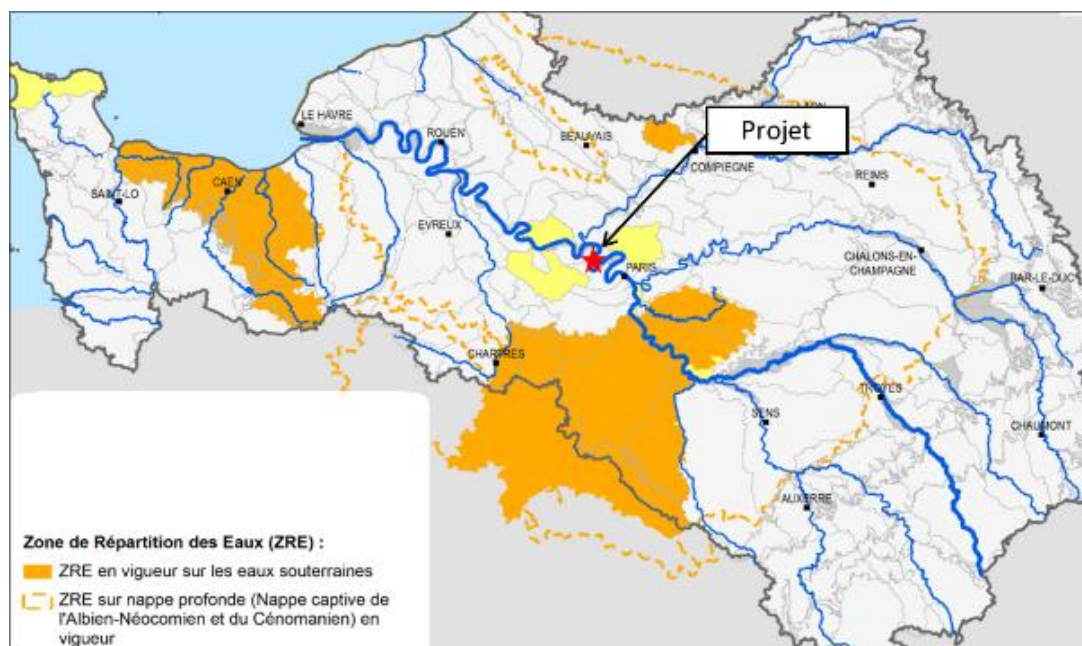 Projet
LE HAVRE
ROUEN
BEAUVAIS
COMPIEGNE
REIMS
SAINT-LO
CAEN
EVREUX
PARIS
CHALONS-EN-
CHAMPAGNE
BAR-LE-DUC
CHARTRES
TROYES
SENS
CHAUMONT
AUXERRE
Zone de Répartition des Eaux (ZRE) :
ZRE en vigueur sur les eaux souterraines
ZRE sur nappe profonde (Nappe captive de
l'Albien-Néocomien et du Cénomanien) en
vigueur